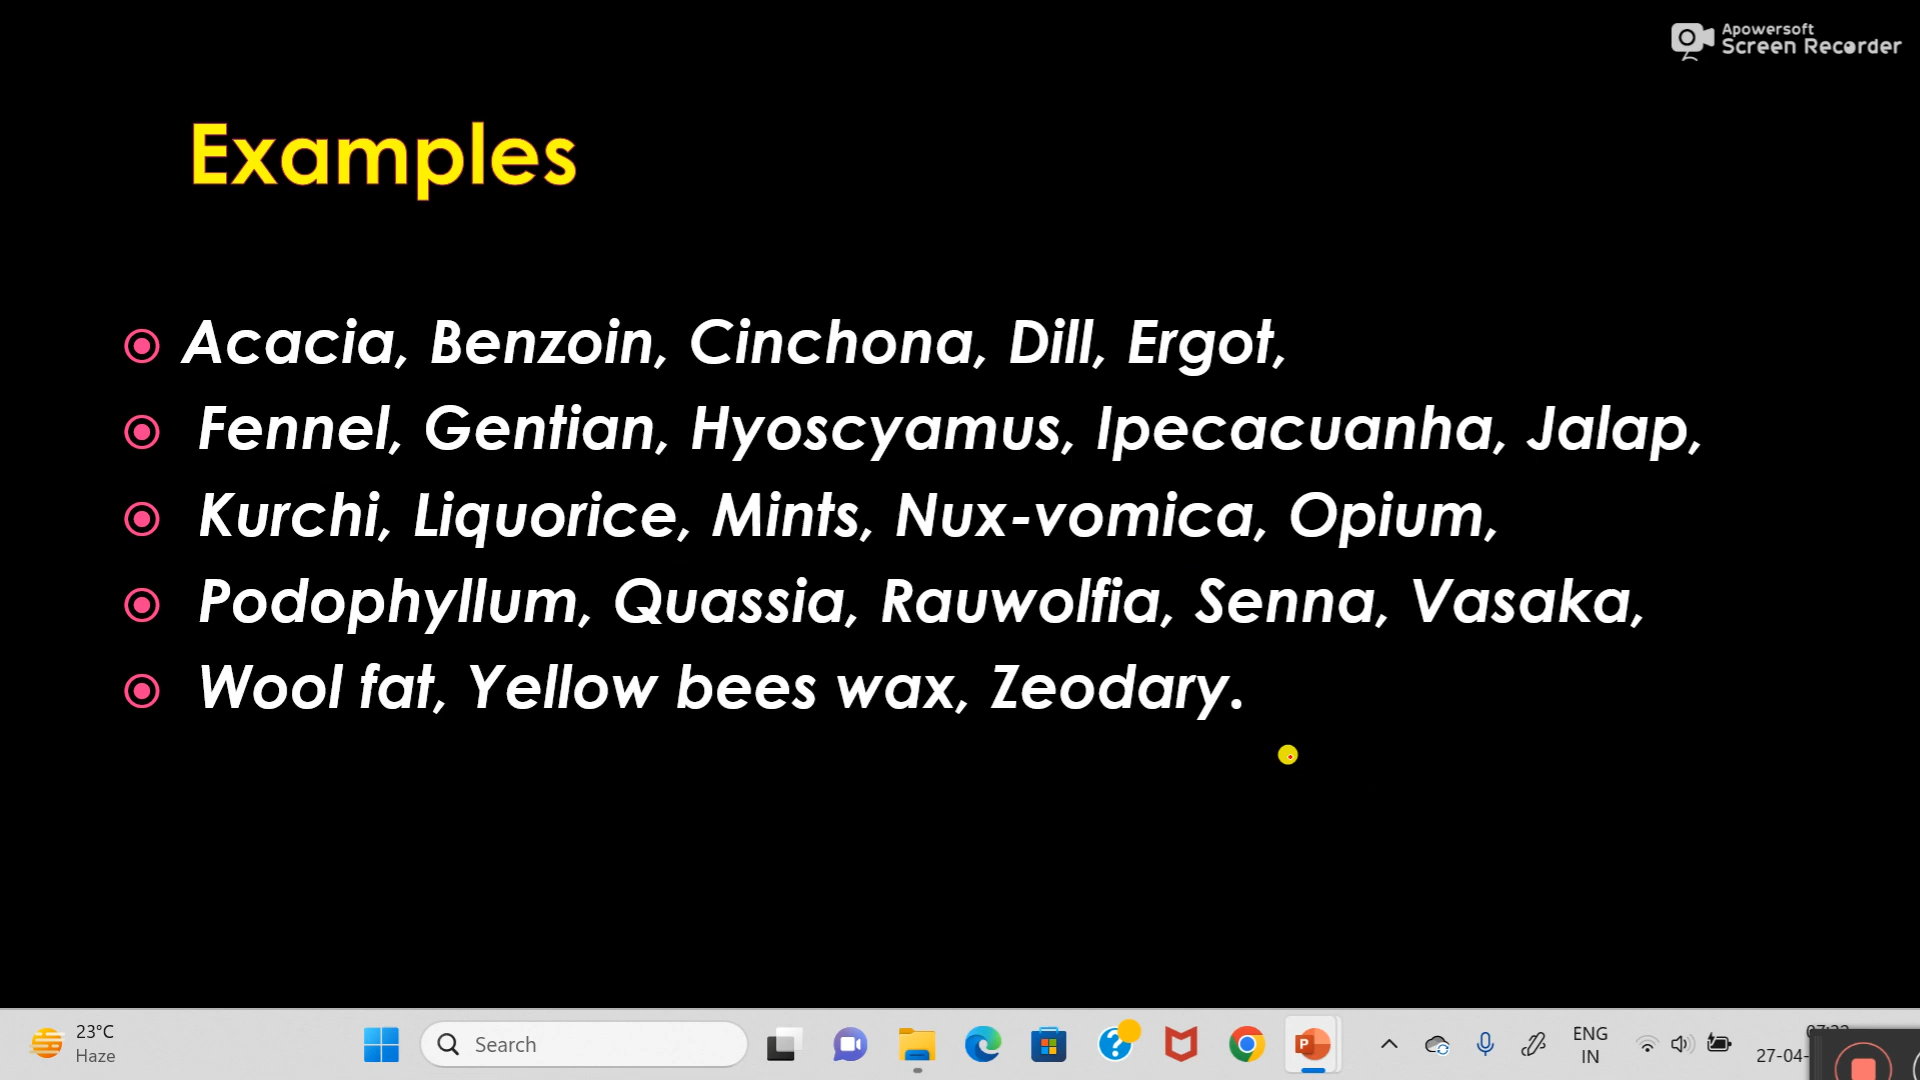 Apowersoft
Screen Recorder
Examples
Acacia, Benzoin, Cinchona, Dill, Ergot,
Fennel, Gentian, Hyoscyamus, Ipecacuanha, Jalap,
Kurchi, Liquorice, Mints, Nux-vomica, Opium,
Podophyllum, Quassia, Rauwolfia, Senna, Vasaka,
Wool fat, Yellow bees wax, Zeodary.
23°C
Haze
Search
ENG
IN
27-04-